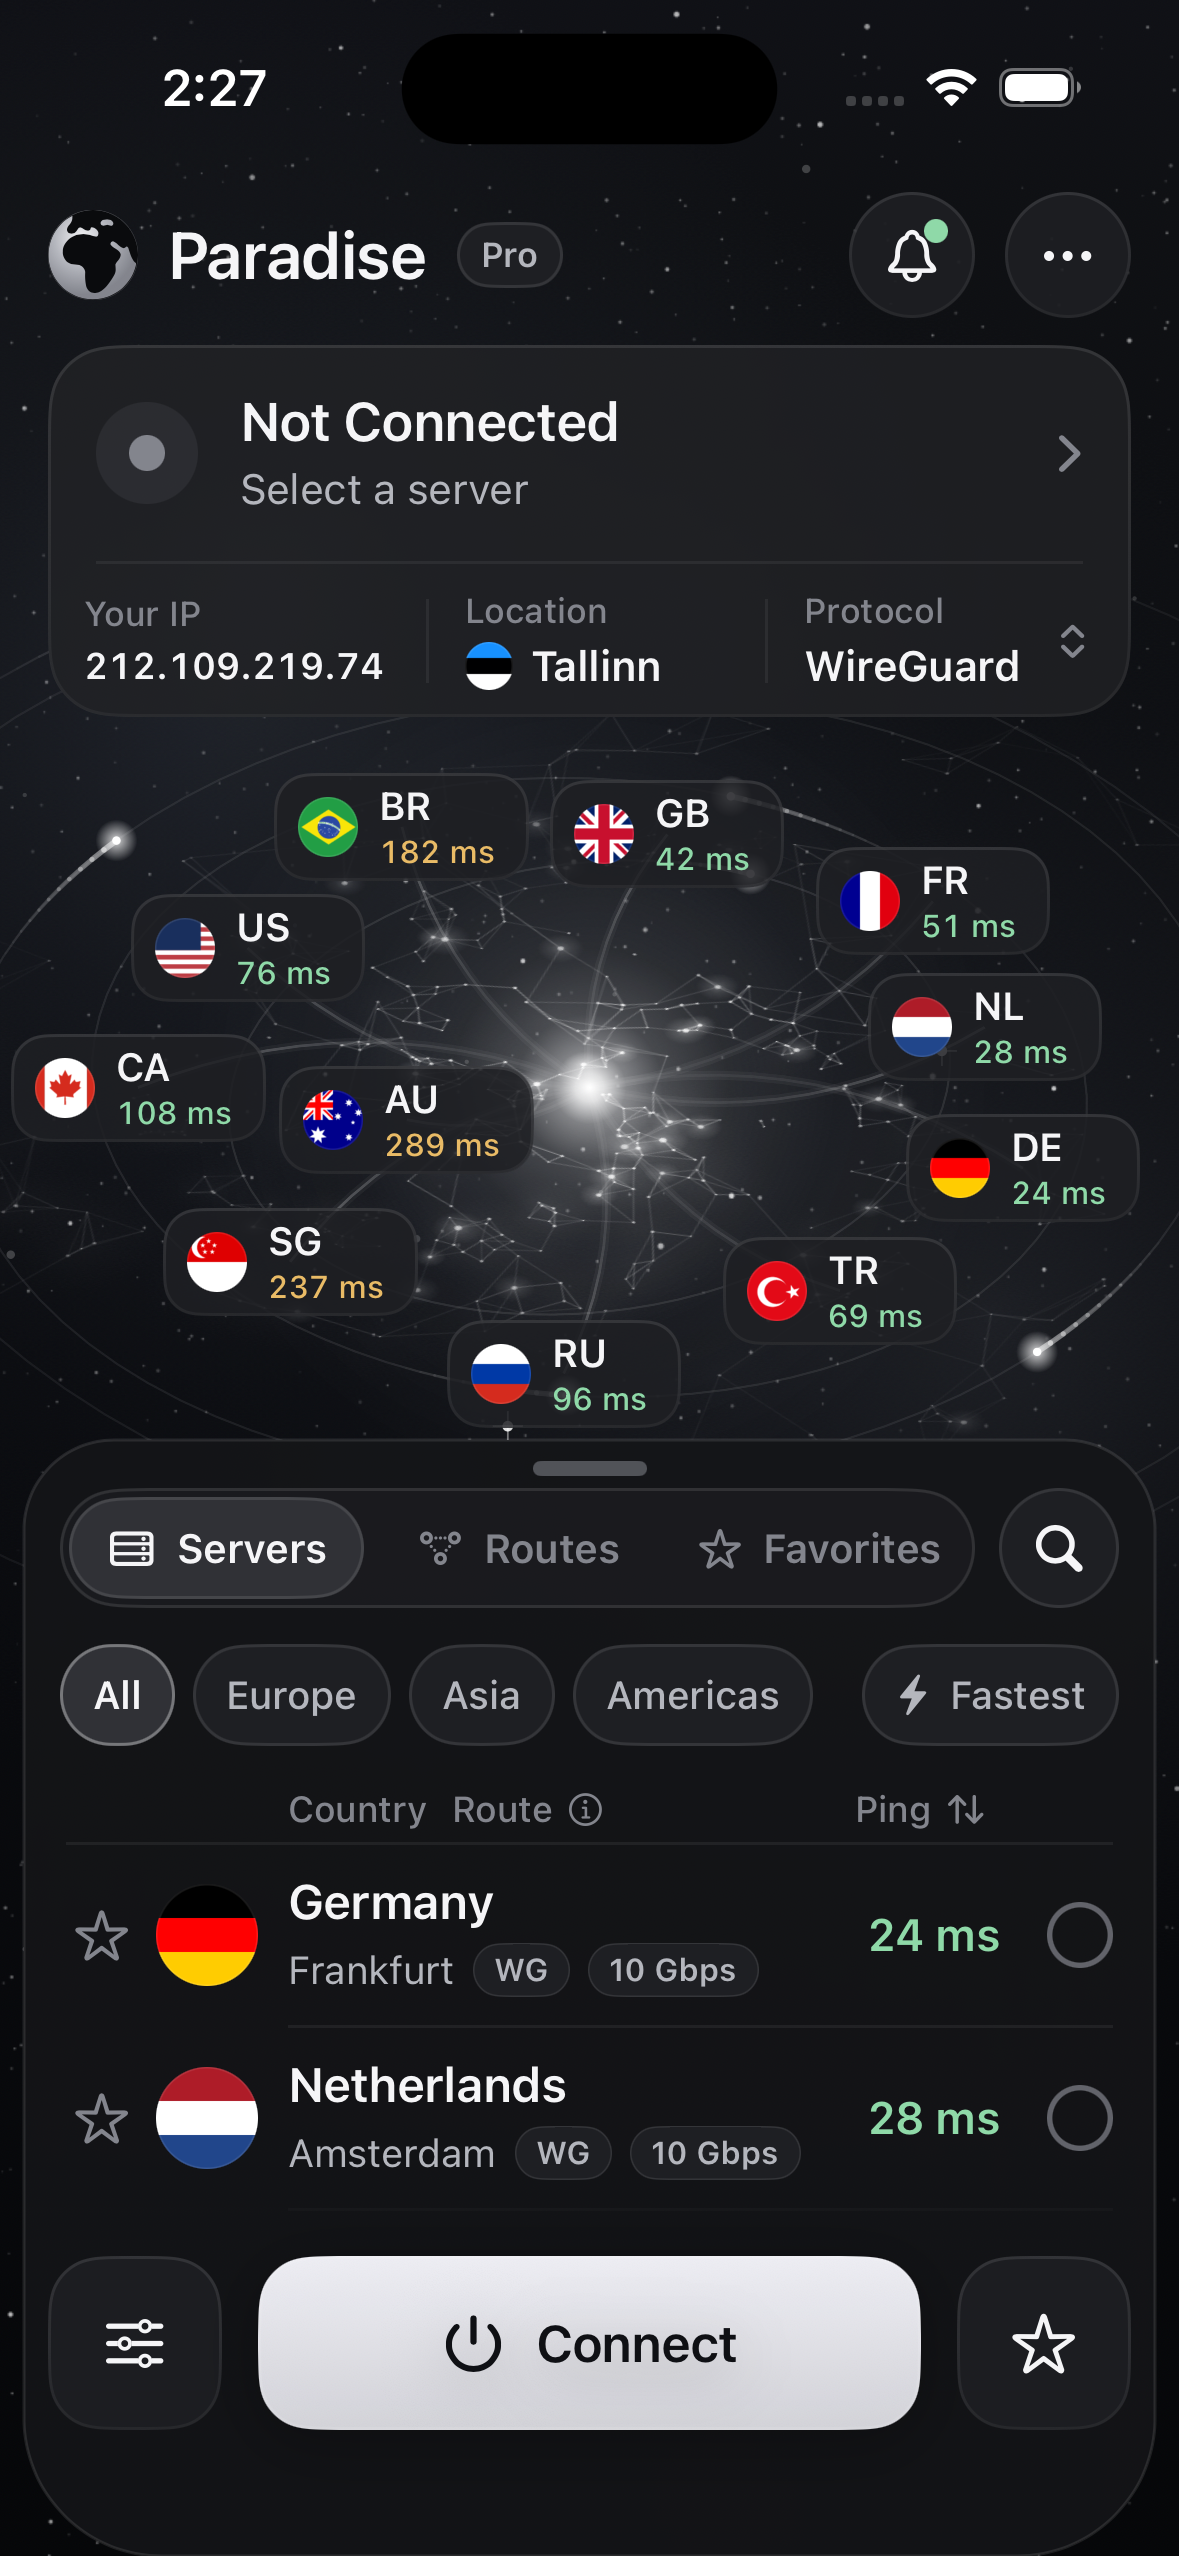 2:27
Paradise Pro
Not Connected
Select a server
Your IP
212.109.219.74
Location
Tallinn
Protocol
WireGuard
BR
182 ms
GB
42 ms
FR
51 ms
US
76 ms
NL
28 ms
CA
108 ms
AU
289 ms
DE
24 ms
SG
237 ms
TR
69 ms
RU
96 ms
Servers Routes Favorites
All Europe Asia Americas Fastest
Country Route Ping
Germany
Frankfurt WG 10 Gbps
24 ms
Netherlands
Amsterdam WG 10 Gbps
28 ms
Connect